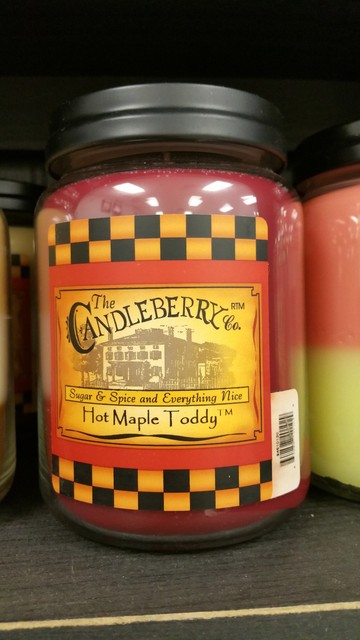 The
CANDLEBERRY RTM
Co.
Sugar & Spice and Everything Nice
Hot Maple Toddy™